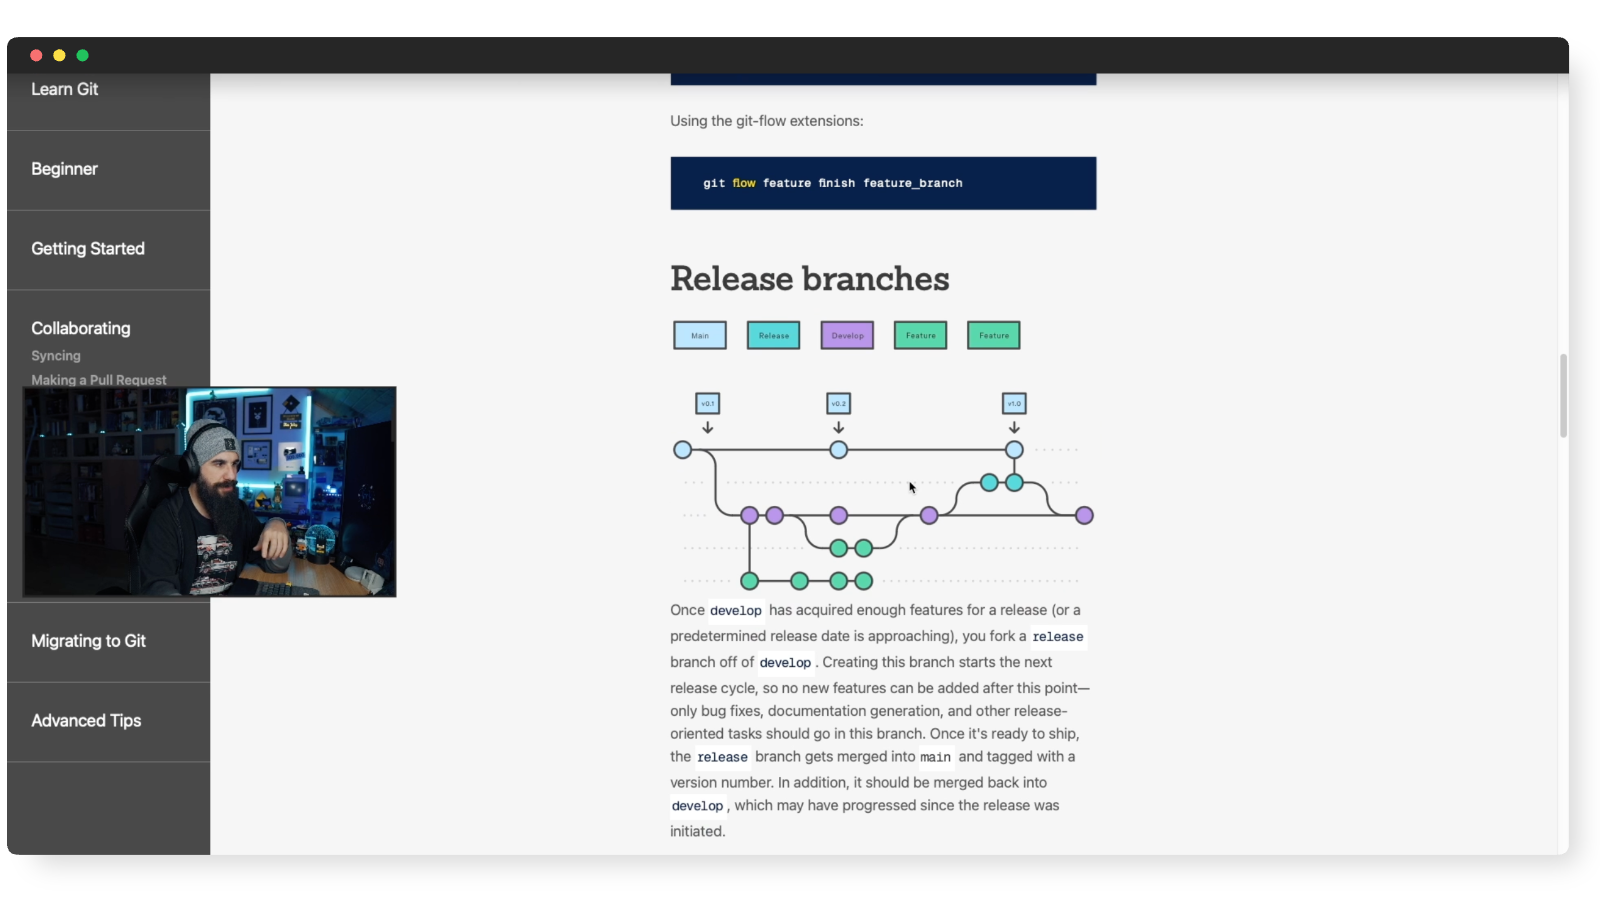 Learn Git
Beginner
Getting Started
Collaborating
Syncing
Making a Pull Request
Migrating to Git
Advanced Tips
Using the git-flow extensions:
git flow feature finish feature_branch
Release branches
Main Release Develop Feature Feature
v0.1 v0.2 v1.0
Once develop has acquired enough features for a release (or a
predetermined release date is approaching), you fork a release
branch off of develop . Creating this branch starts the next
release cycle, so no new features can be added after this point—
only bug fixes, documentation generation, and other release-
oriented tasks should go in this branch. Once it's ready to ship,
the release branch gets merged into main and tagged with a
version number. In addition, it should be merged back into
develop , which may have progressed since the release was
initiated.